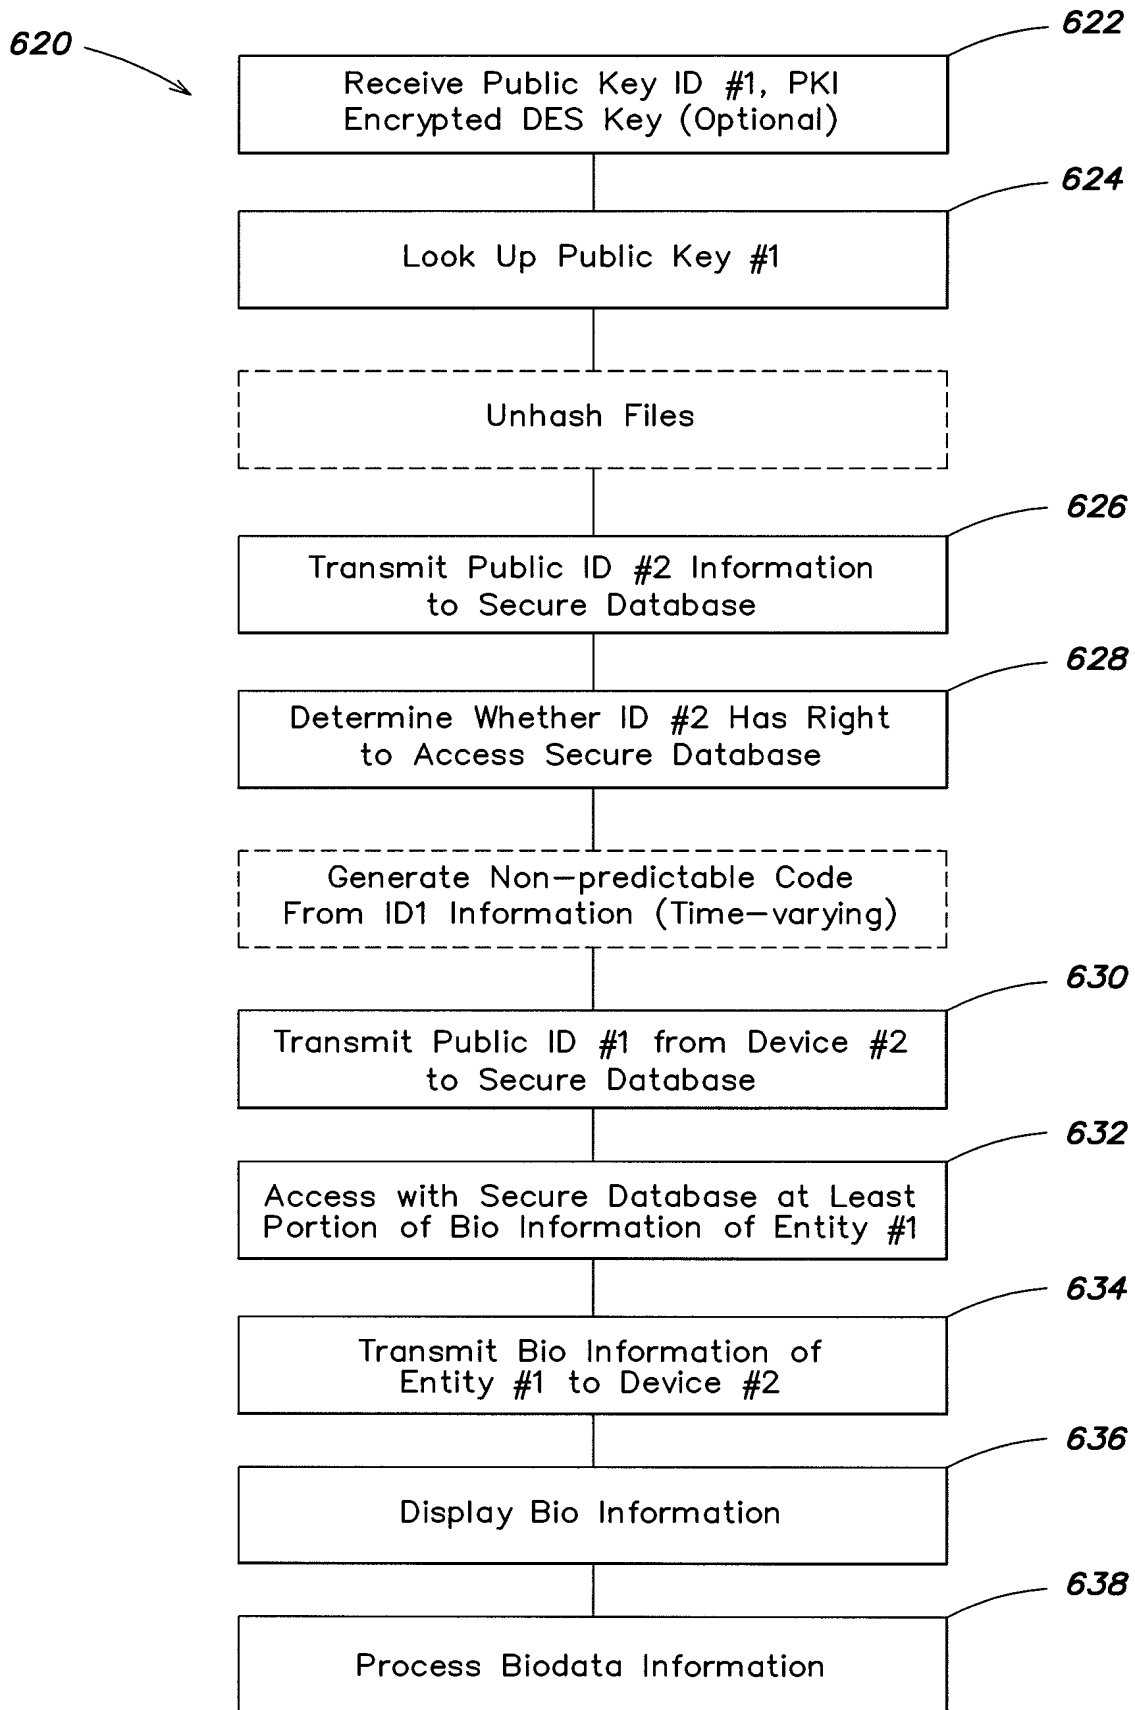 620
622
Receive Public Key ID #1, PKI
Encrypted DES Key (Optional)
624
Look Up Public Key #1
Unhash Files
626
Transmit Public ID #2 Information
to Secure Database
628
Determine Whether ID #2 Has Right
to Access Secure Database
Generate Non-predictable Code
From ID1 Information (Time-varying)
630
Transmit Public ID #1 from Device #2
to Secure Database
632
Access with Secure Database at Least
Portion of Bio Information of Entity #1
634
Transmit Bio Information of
Entity #1 to Device #2
636
Display Bio Information
638
Process Biodata Information